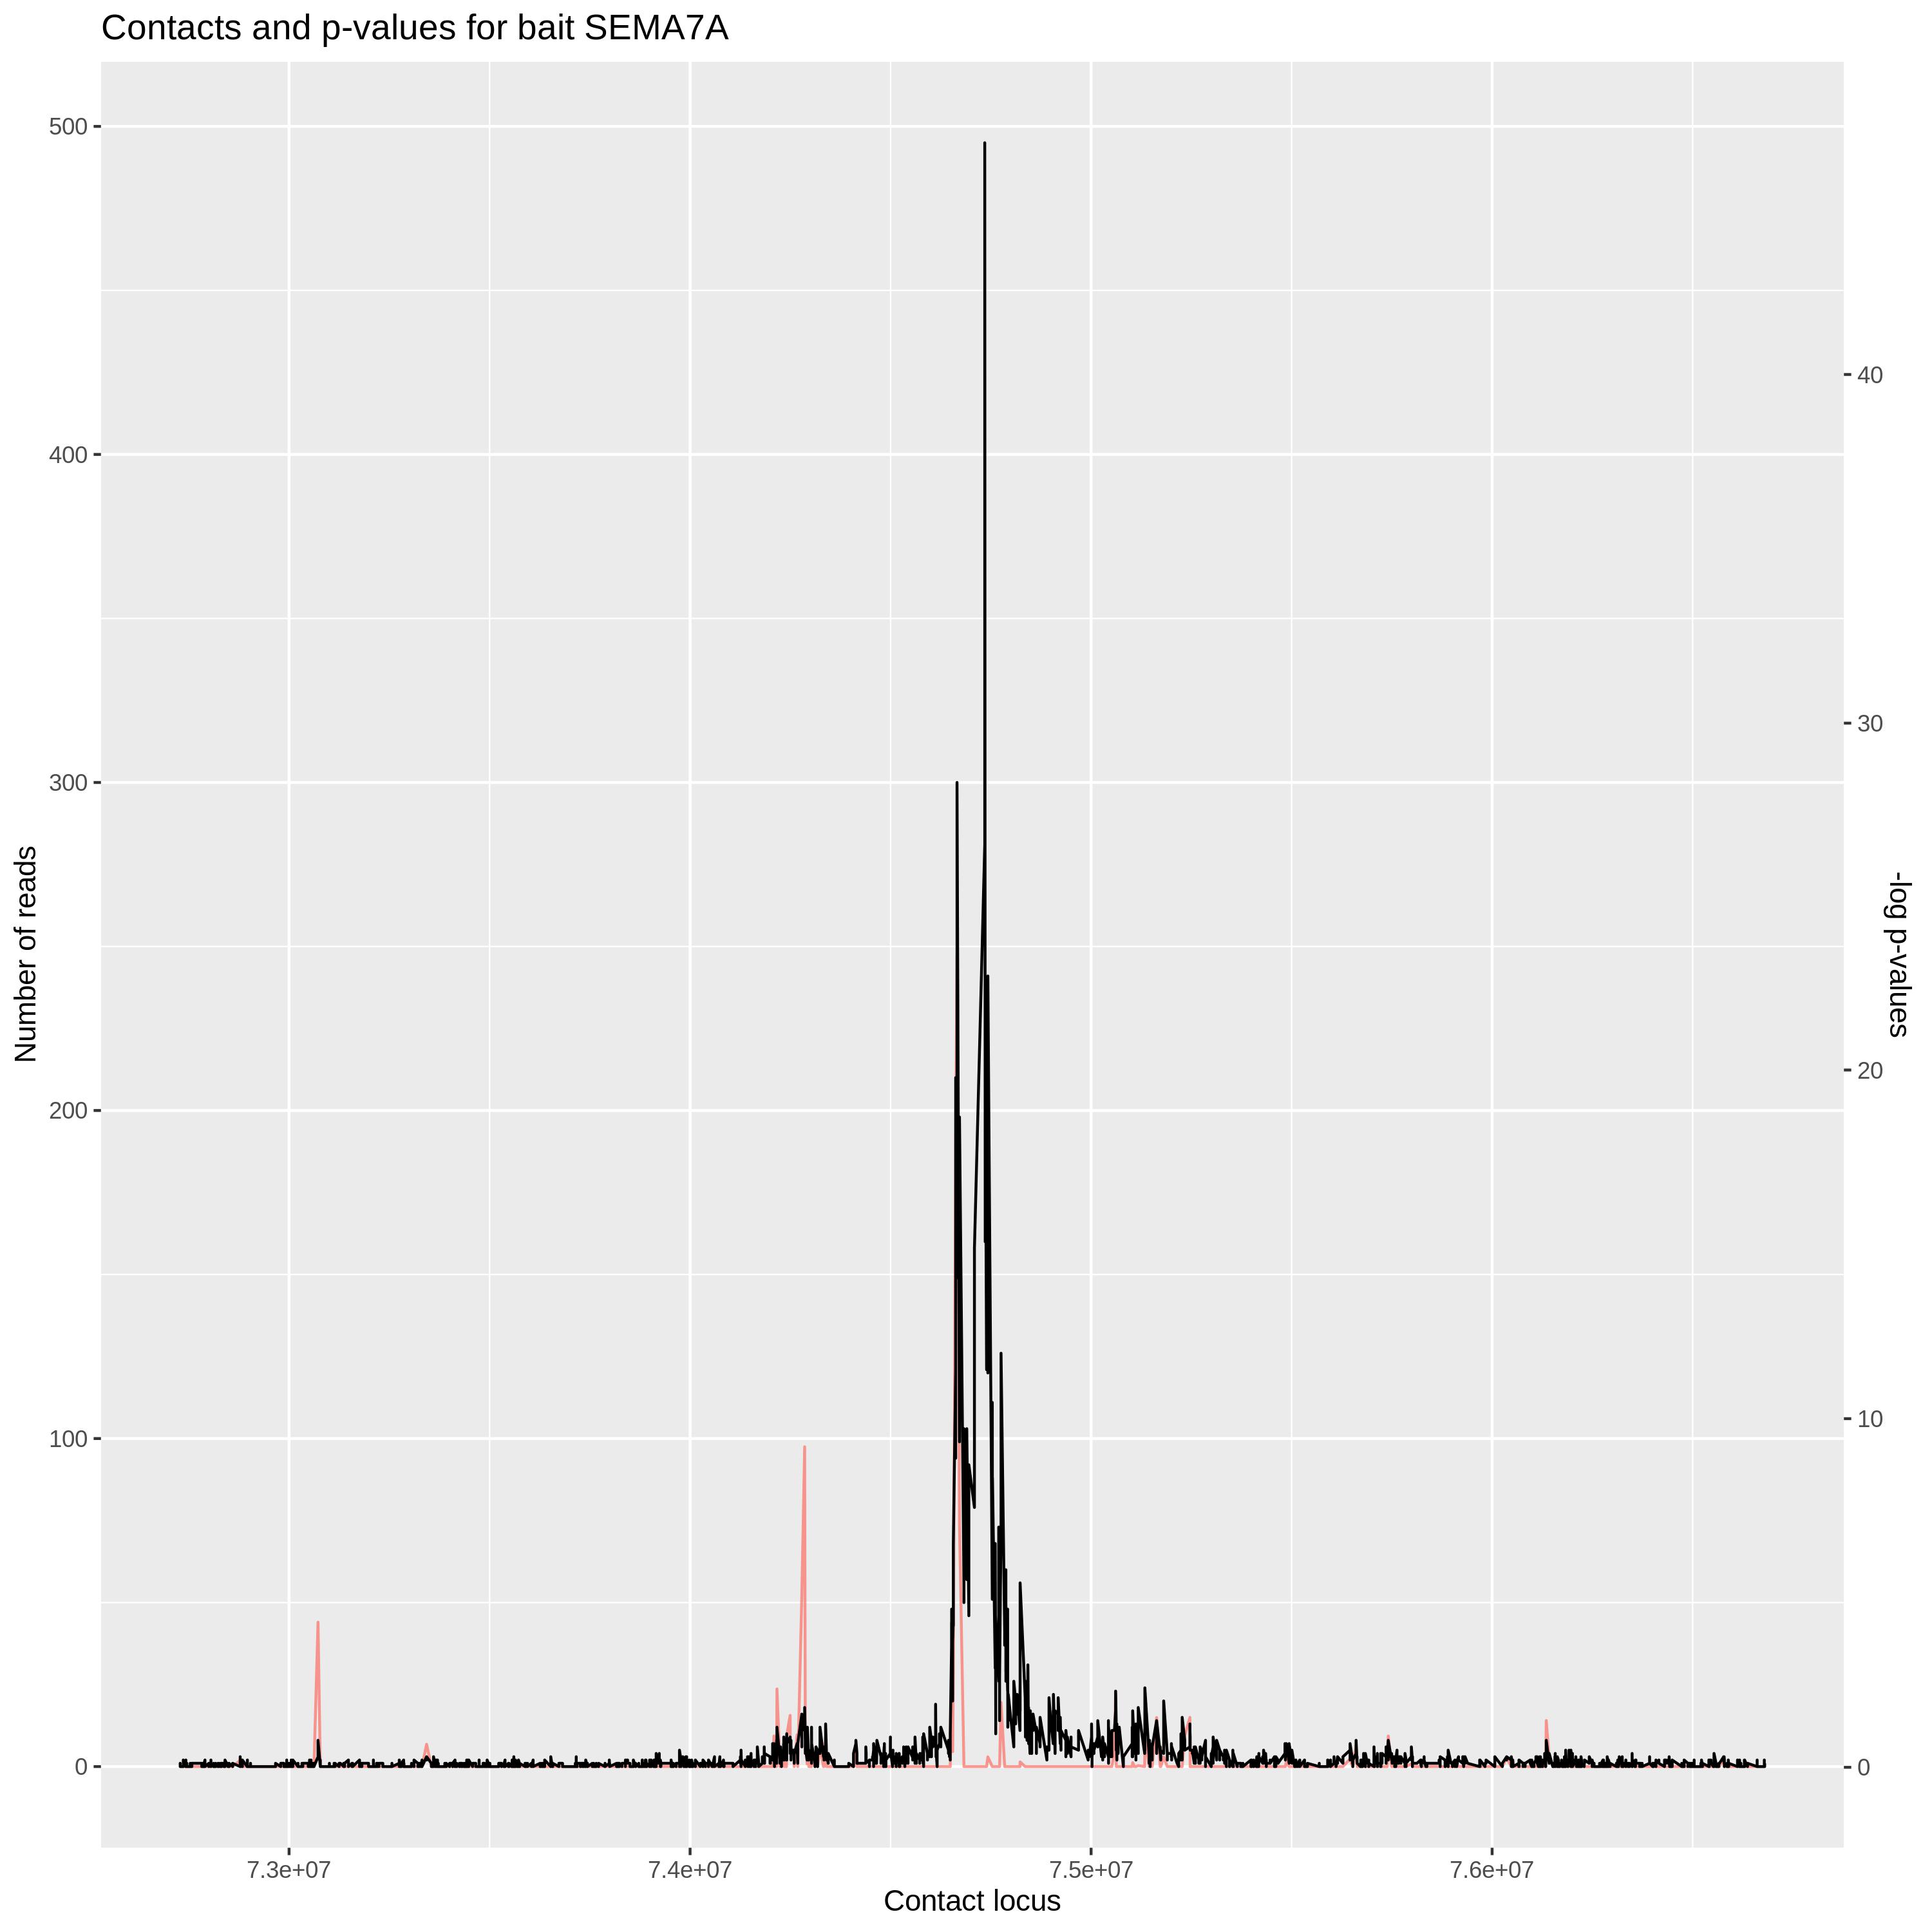 Contacts and p-values for bait SEMA7A
500
400
300
200
100
0
Number of reads
40
30
20
10
0
-log p-values
7.3e+07
7.4e+07
7.5e+07
7.6e+07
Contact locus